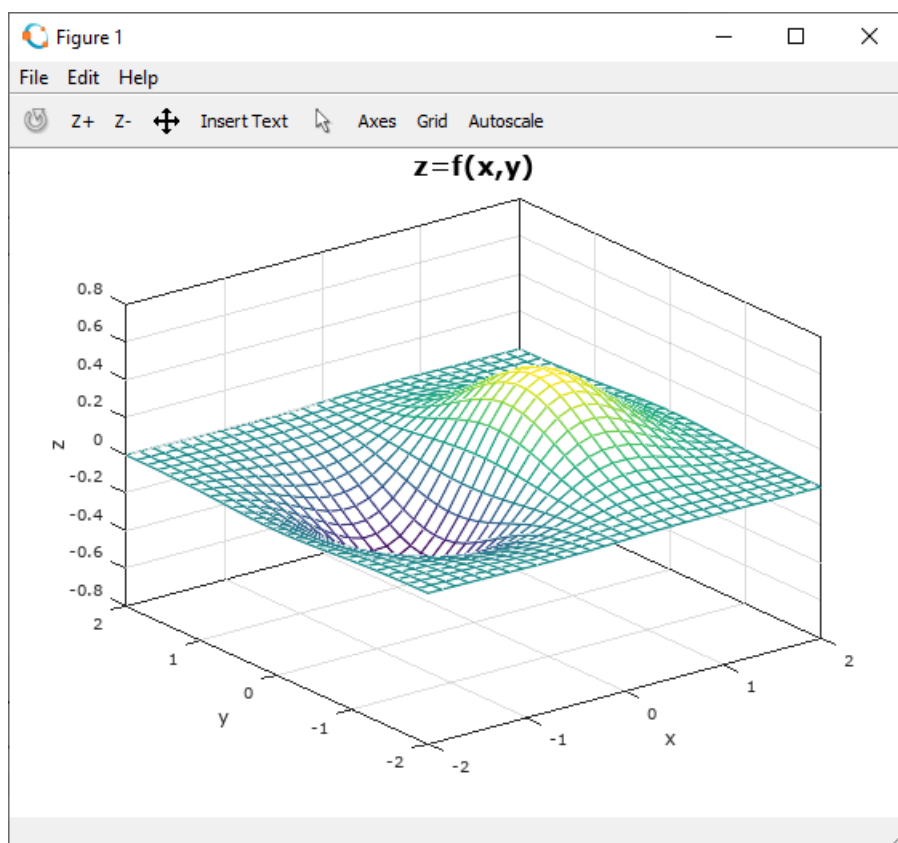 Figure 1
File Edit Help
Z+ Z- Insert Text Axes Grid Autoscale
z=f(x,y)
0.8
0.6
0.4
0.2
0
-0.2
-0.4
-0.6
-0.8
z
2
1
0
-1
-2
y
-2
-1
0
1
2
x